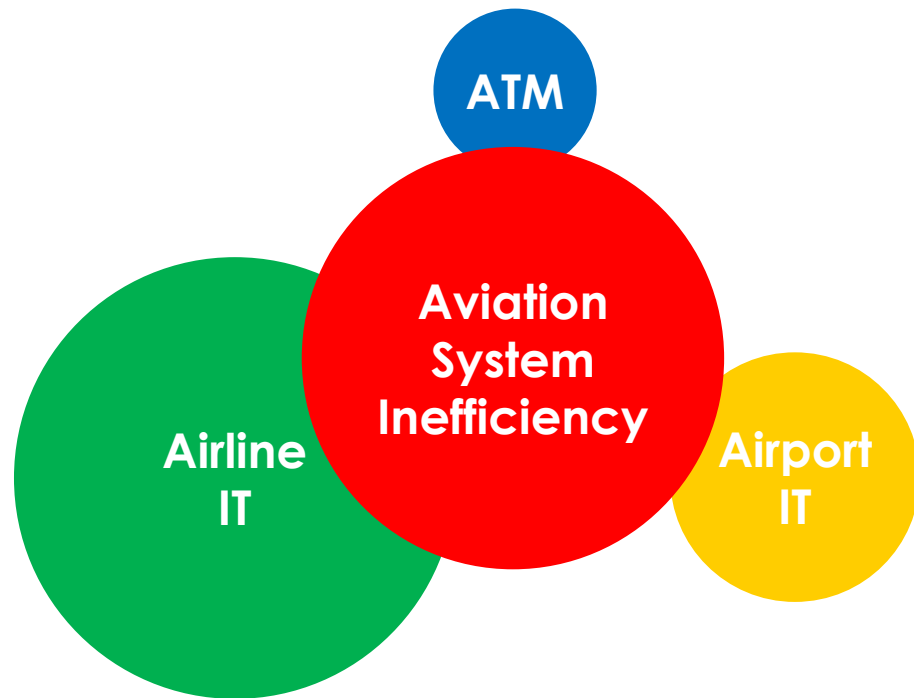 ATM
Aviation
System
Inefficiency
Airline
IT
Airport
IT